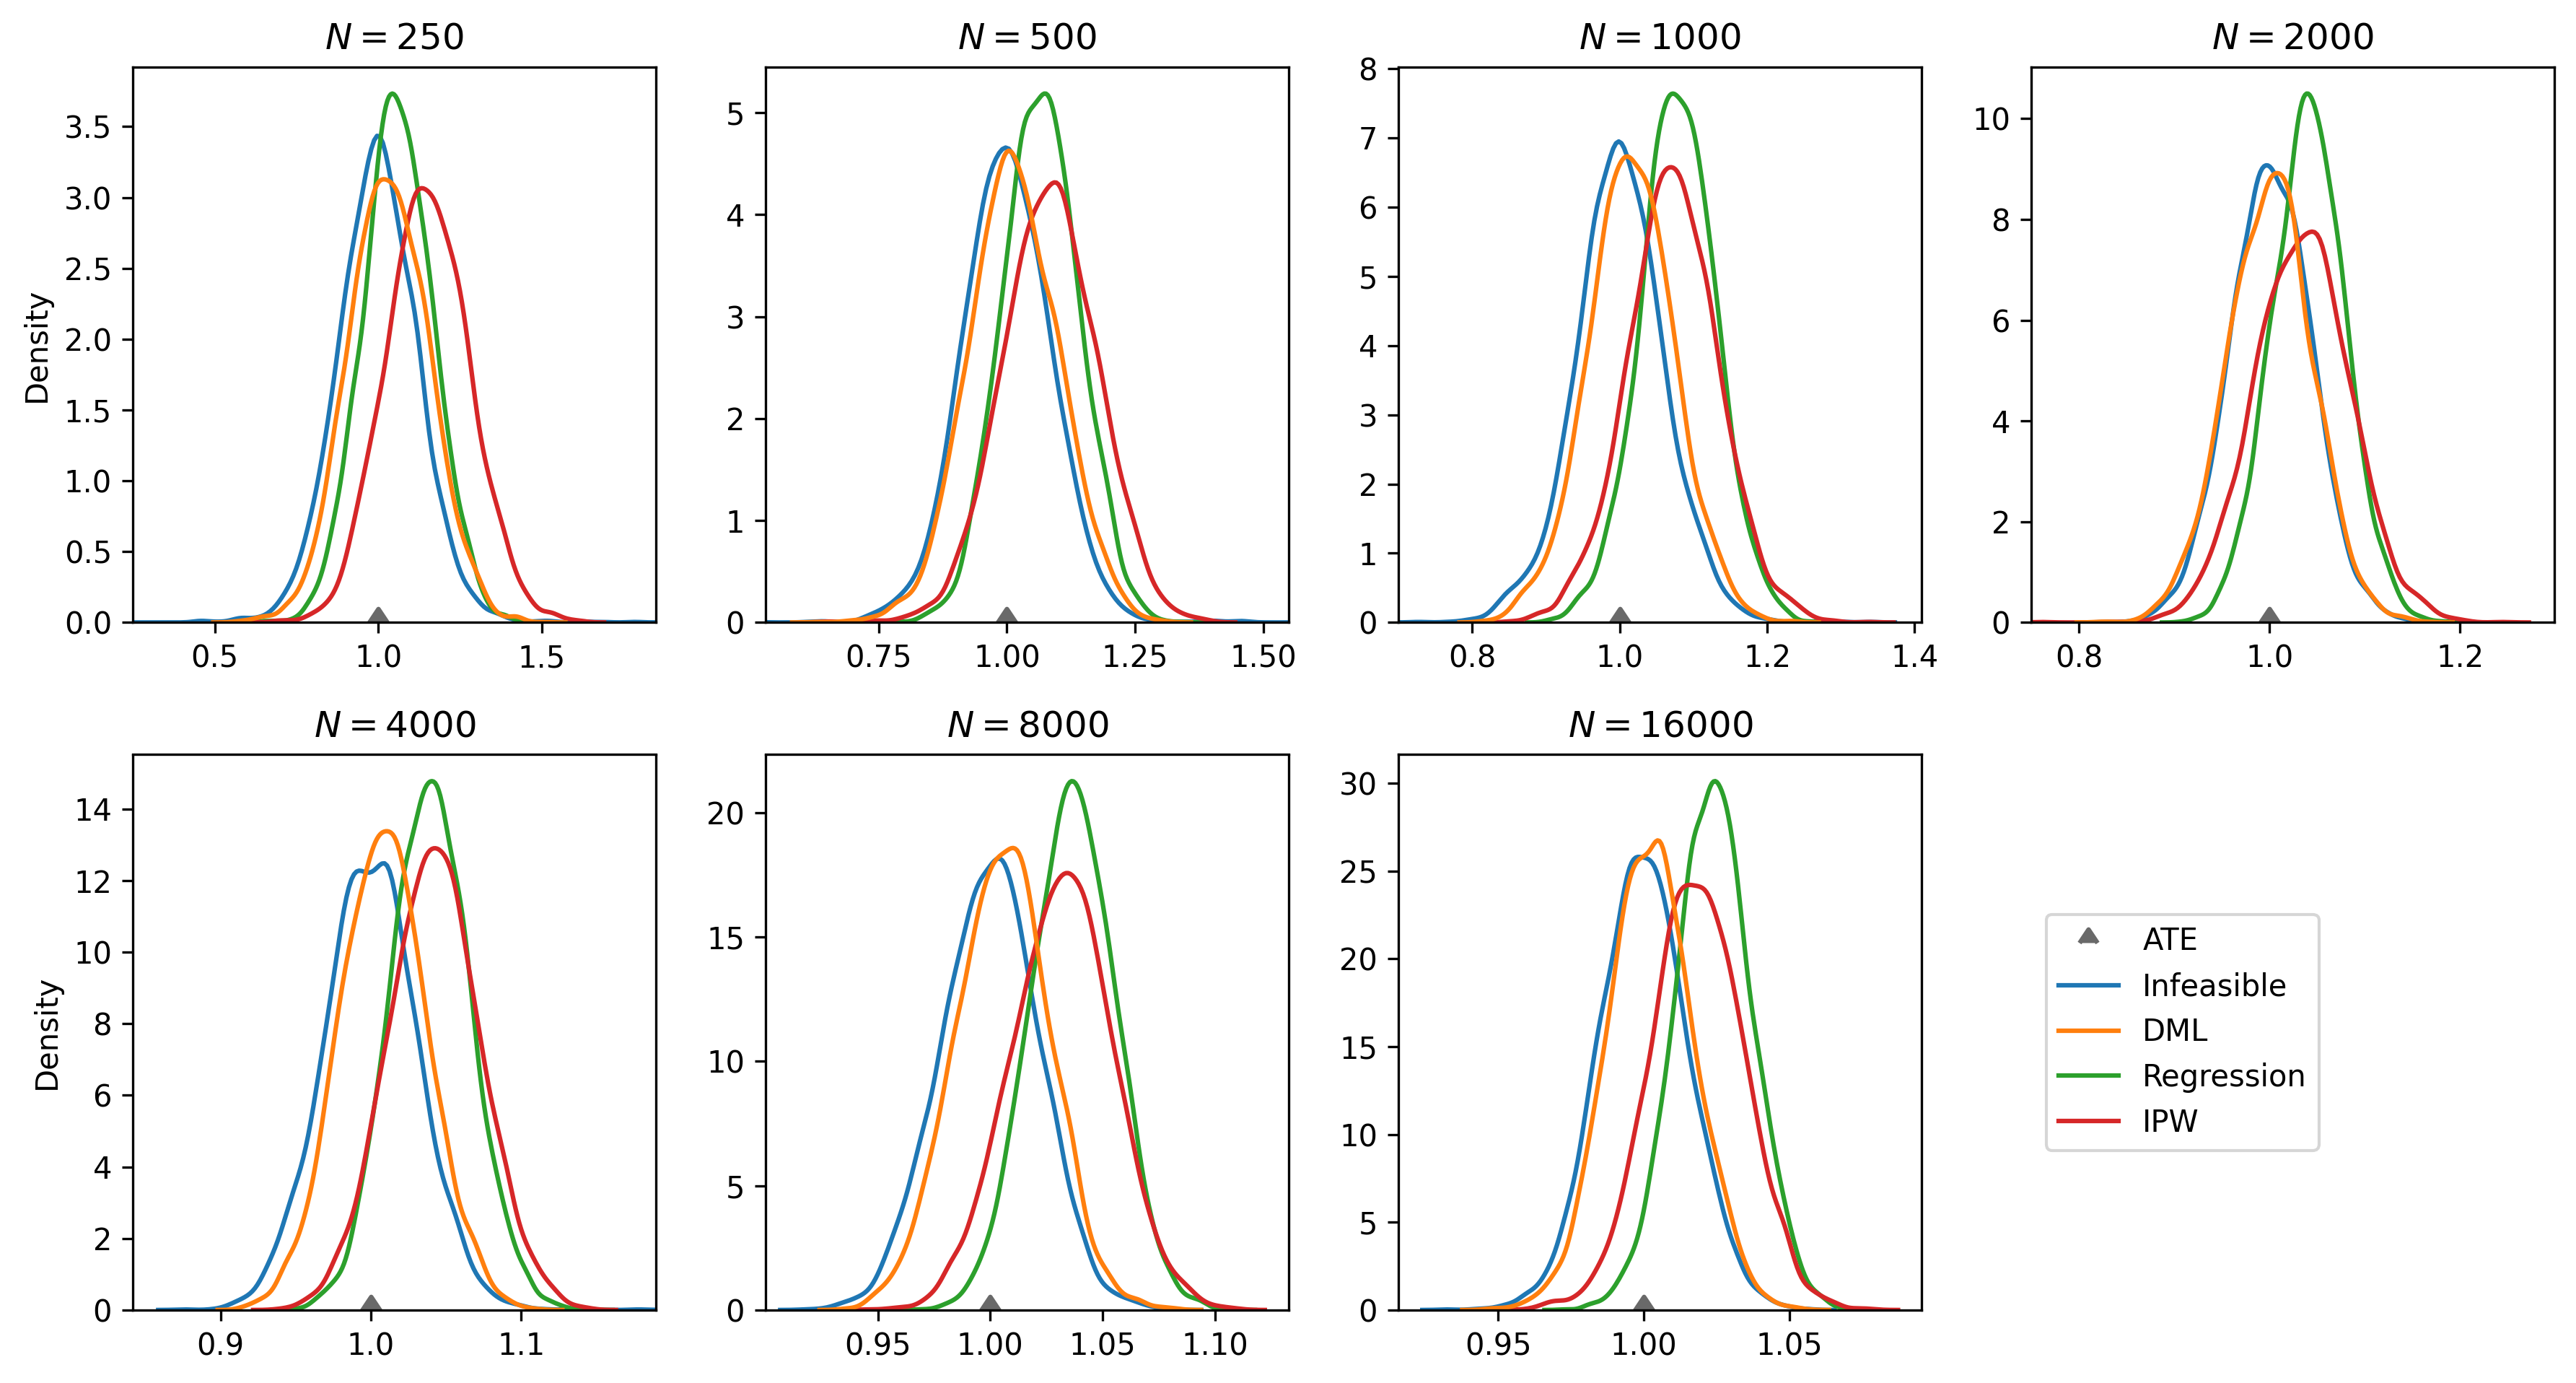 N = 250
N = 500
N = 1000
N = 2000
Density
3.5
3.0
2.5
2.0
1.5
1.0
0.5
0.0
0.5 1.0 1.5
5
4
3
2
1
0
0.75 1.00 1.25 1.50
8
7
6
5
4
3
2
1
0
0.8 1.0 1.2 1.4
10
8
6
4
2
0
0.8 1.0 1.2
N = 4000
N = 8000
N = 16000
Density
14
12
10
8
6
4
2
0
0.9 1.0 1.1
20
15
10
5
0
0.95 1.00 1.05 1.10
30
25
20
15
10
5
0
0.95 1.00 1.05
ATE
Infeasible
DML
Regression
IPW